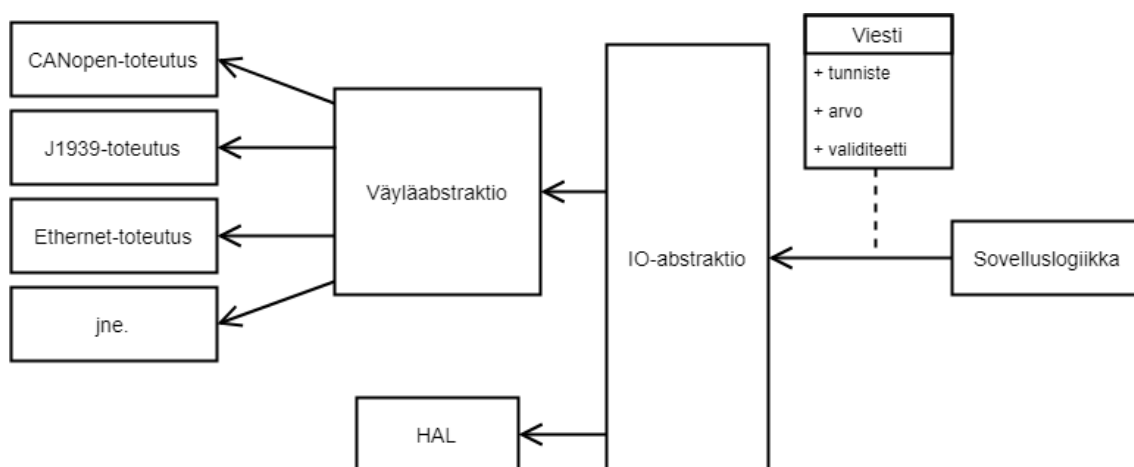 CANopen-toteutus
J1939-toteutus
Ethernet-toteutus
jne.
Väyläabstraktio
HAL
IO-abstraktio
Viesti
+ tunniste
+ arvo
+ validiteetti
Sovelluslogiikka